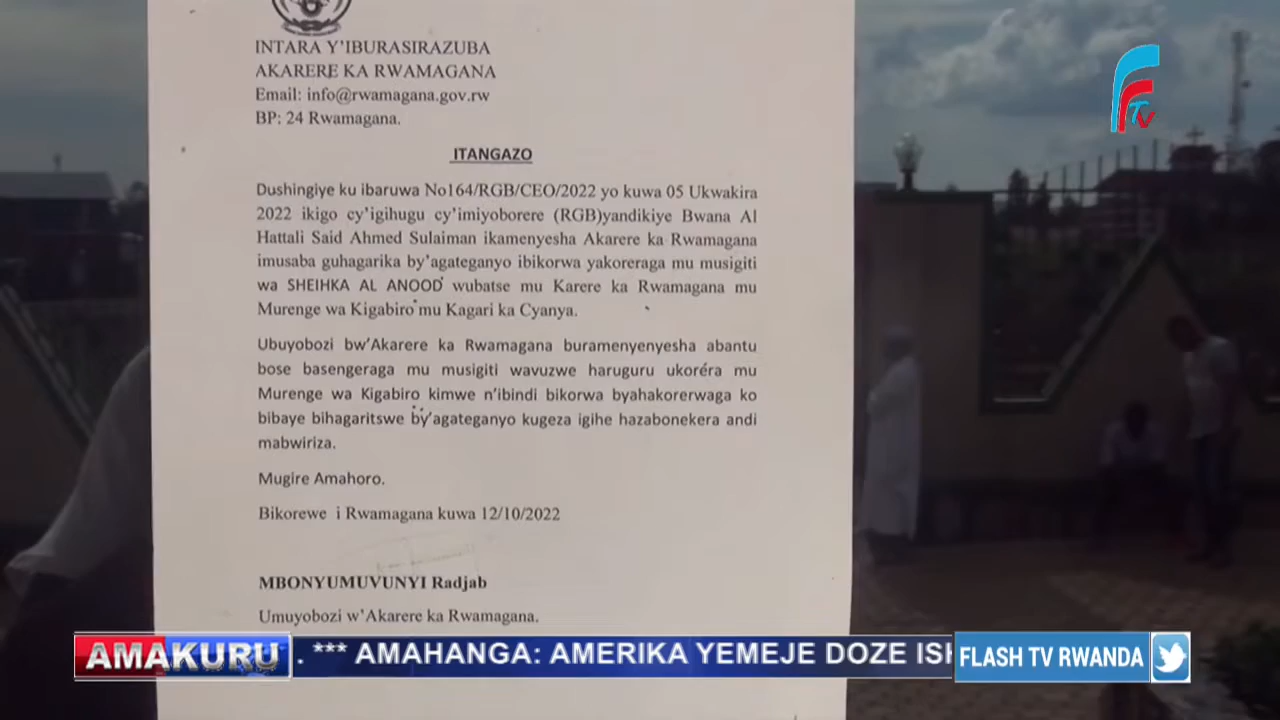 INTARA Y'IBURASIRAZUBA
AKARERE KA RWAMAGANA
Email: info@rwamagana.gov.rw
BP: 24 Rwamagana.
ITANGAZO
Dushingiye ku ibaruwa No164/RGB/CEO/2022 yo kuwa 05 Ukwakira
2022 ikigo cy'igihugu cy'imiyoborere (RGB)yandikiye Bwana Al
Hattali Said Ahmed Sulaiman ikamenyesha Akarere ka Rwamagana
imusaba guhagarika by'agateganyo ibikorwa yakoreraga mu musigiti
wa SHEIHKA AL ANOOD wubatse mu Karere ka Rwamagana mu
Murenge wa Kigabiro mu Kagari ka Cyanya.
Ubuyobozi bw'Akarere ka Rwamagana buramenyenyesha abantu
bose basengeraga mu musigiti wavuzwe haruguru ukoréra mu
Murenge wa Kigabiro kimwe n'ibindi bikorwa byahakorerwaga ko
bibaye bihagaritswe by'agateganyo kugeza igihe hazabonekera andi
mabwiriza.
Mugire Amahoro.
Bikorewe i Rwamagana kuwa 12/10/2022
MBONYUMUVUNYI Radjab
Umuyobozi w'Akarere ka Rwamagana.
TV
AMAKURU . *** AMAHANGA: AMERIKA YEMEJE DOZE FLASH TV RWANDA